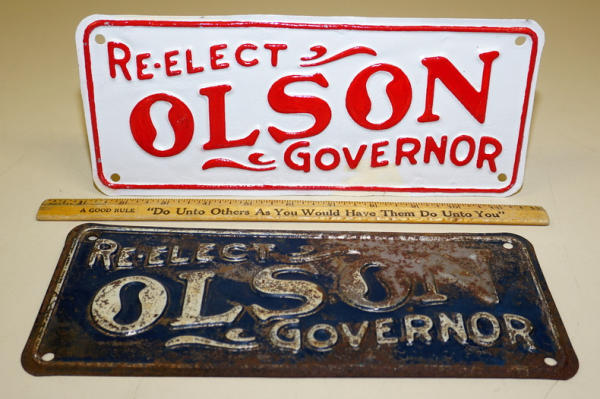 RE-ELECT
OLSON
GOVERNOR
A GOOD RULE "Do Unto Others As You Would Have Them Do Unto You"
RE-ELECT
OLSON
GOVERNOR